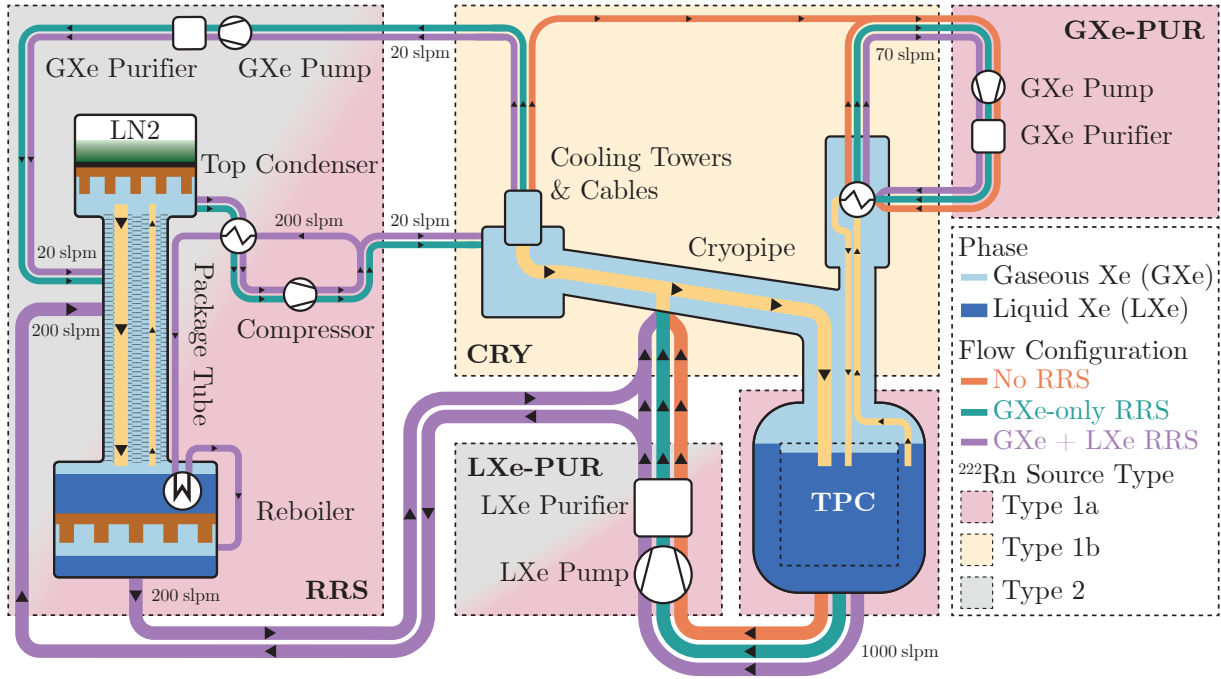 20 slpm
70 slpm
GXe-PUR
GXe Purifier
GXe Pump
GXe Pump
GXe Purifier
LN2
Top Condenser
Cooling Towers
& Cables
200 slpm
20 slpm
20 slpm
Package Tube
Cryopipe
200 slpm
Compressor
CRY
Phase
Gaseous Xe (GXe)
Liquid Xe (LXe)
Flow Configuration
No RRS
GXe-only RRS
GXe + LXe RRS
²²²Rn Source Type
Type 1a
Type 1b
Type 2
LXe-PUR
LXe Purifier
LXe Pump
TPC
Reboiler
RRS
200 slpm
1000 slpm